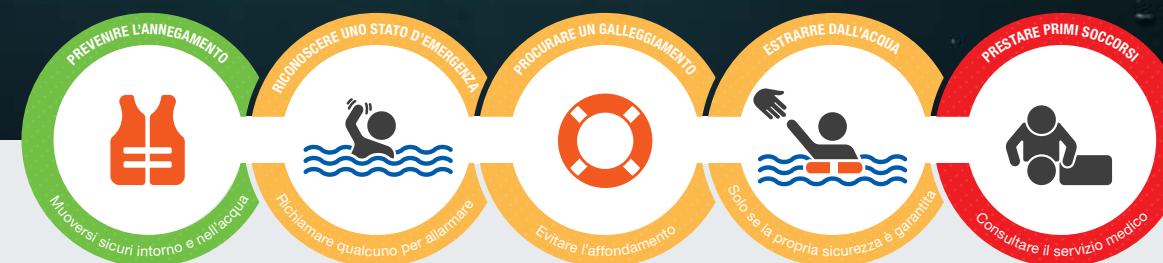 PREVENIRE L'ANNEGAMENTO
Muoversi sicuri intorno e nell'acqua
RICONOSCERE UNO STATO D'EMERGENZA
Richiamare qualcuno per allarmare
PROCURARE UN GALLEGGIAMENTO
Evitare l'affondamento
ESTRARRE DALL'ACQUA
Solo se la propria sicurezza è garantita
PRESTARE PRIMI SOCCORSI
Consultare il servizio medico